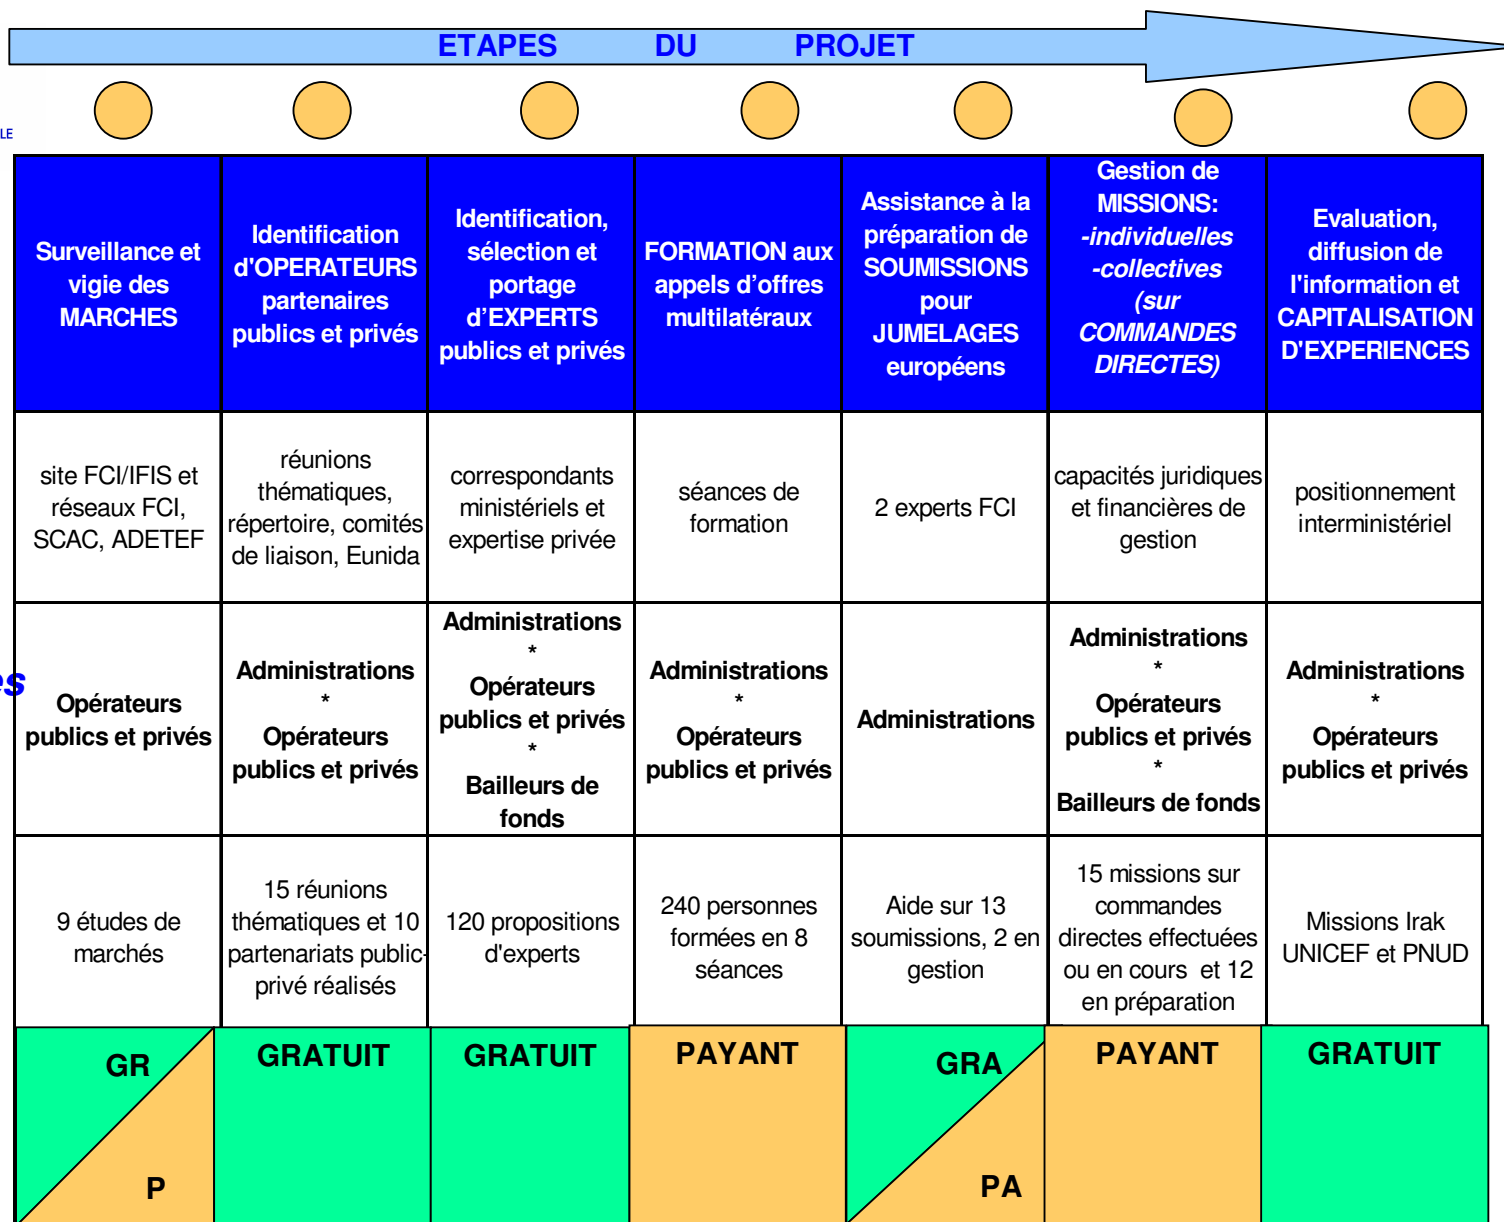 ETAPES DU PROJET
LE
Surveillance et
vigie des
MARCHES
Identification
d'OPERATEURS
partenaires
publics et privés
Identification,
sélection et
portage
d’EXPERTS
publics et privés
FORMATION aux
appels d’offres
multilatéraux
Assistance à la
préparation de
SOUMISSIONS
pour
JUMELAGES
européens
Gestion de
MISSIONS:
-individuelles
-collectives
(sur
COMMANDES
DIRECTES)
Evaluation,
diffusion de
l'information et
CAPITALISATION
D'EXPERIENCES
site FCI/IFIS et
réseaux FCI,
SCAC, ADETEF
réunions
thématiques,
répertoire, comités
de liaison, Eunida
correspondants
ministériels et
expertise privée
séances de
formation
2 experts FCI
capacités juridiques
et financières de
gestion
positionnement
interministériel
es
Opérateurs
publics et privés
Administrations
*
Opérateurs
publics et privés
Administrations
*
Opérateurs
publics et privés
*
Bailleurs de
fonds
Administrations
*
Opérateurs
publics et privés
Administrations
Administrations
*
Opérateurs
publics et privés
*
Bailleurs de fonds
Administrations
*
Opérateurs
publics et privés
9 études de
marchés
15 réunions
thématiques et 10
partenariats public-
privé réalisés
120 propositions
d'experts
240 personnes
formées en 8
séances
Aide sur 13
soumissions, 2 en
gestion
15 missions sur
commandes
directes effectuées
ou en cours et 12
en préparation
Missions Irak
UNICEF et PNUD
GR
P
GRATUIT
GRATUIT
PAYANT
GRA
PA
PAYANT
GRATUIT